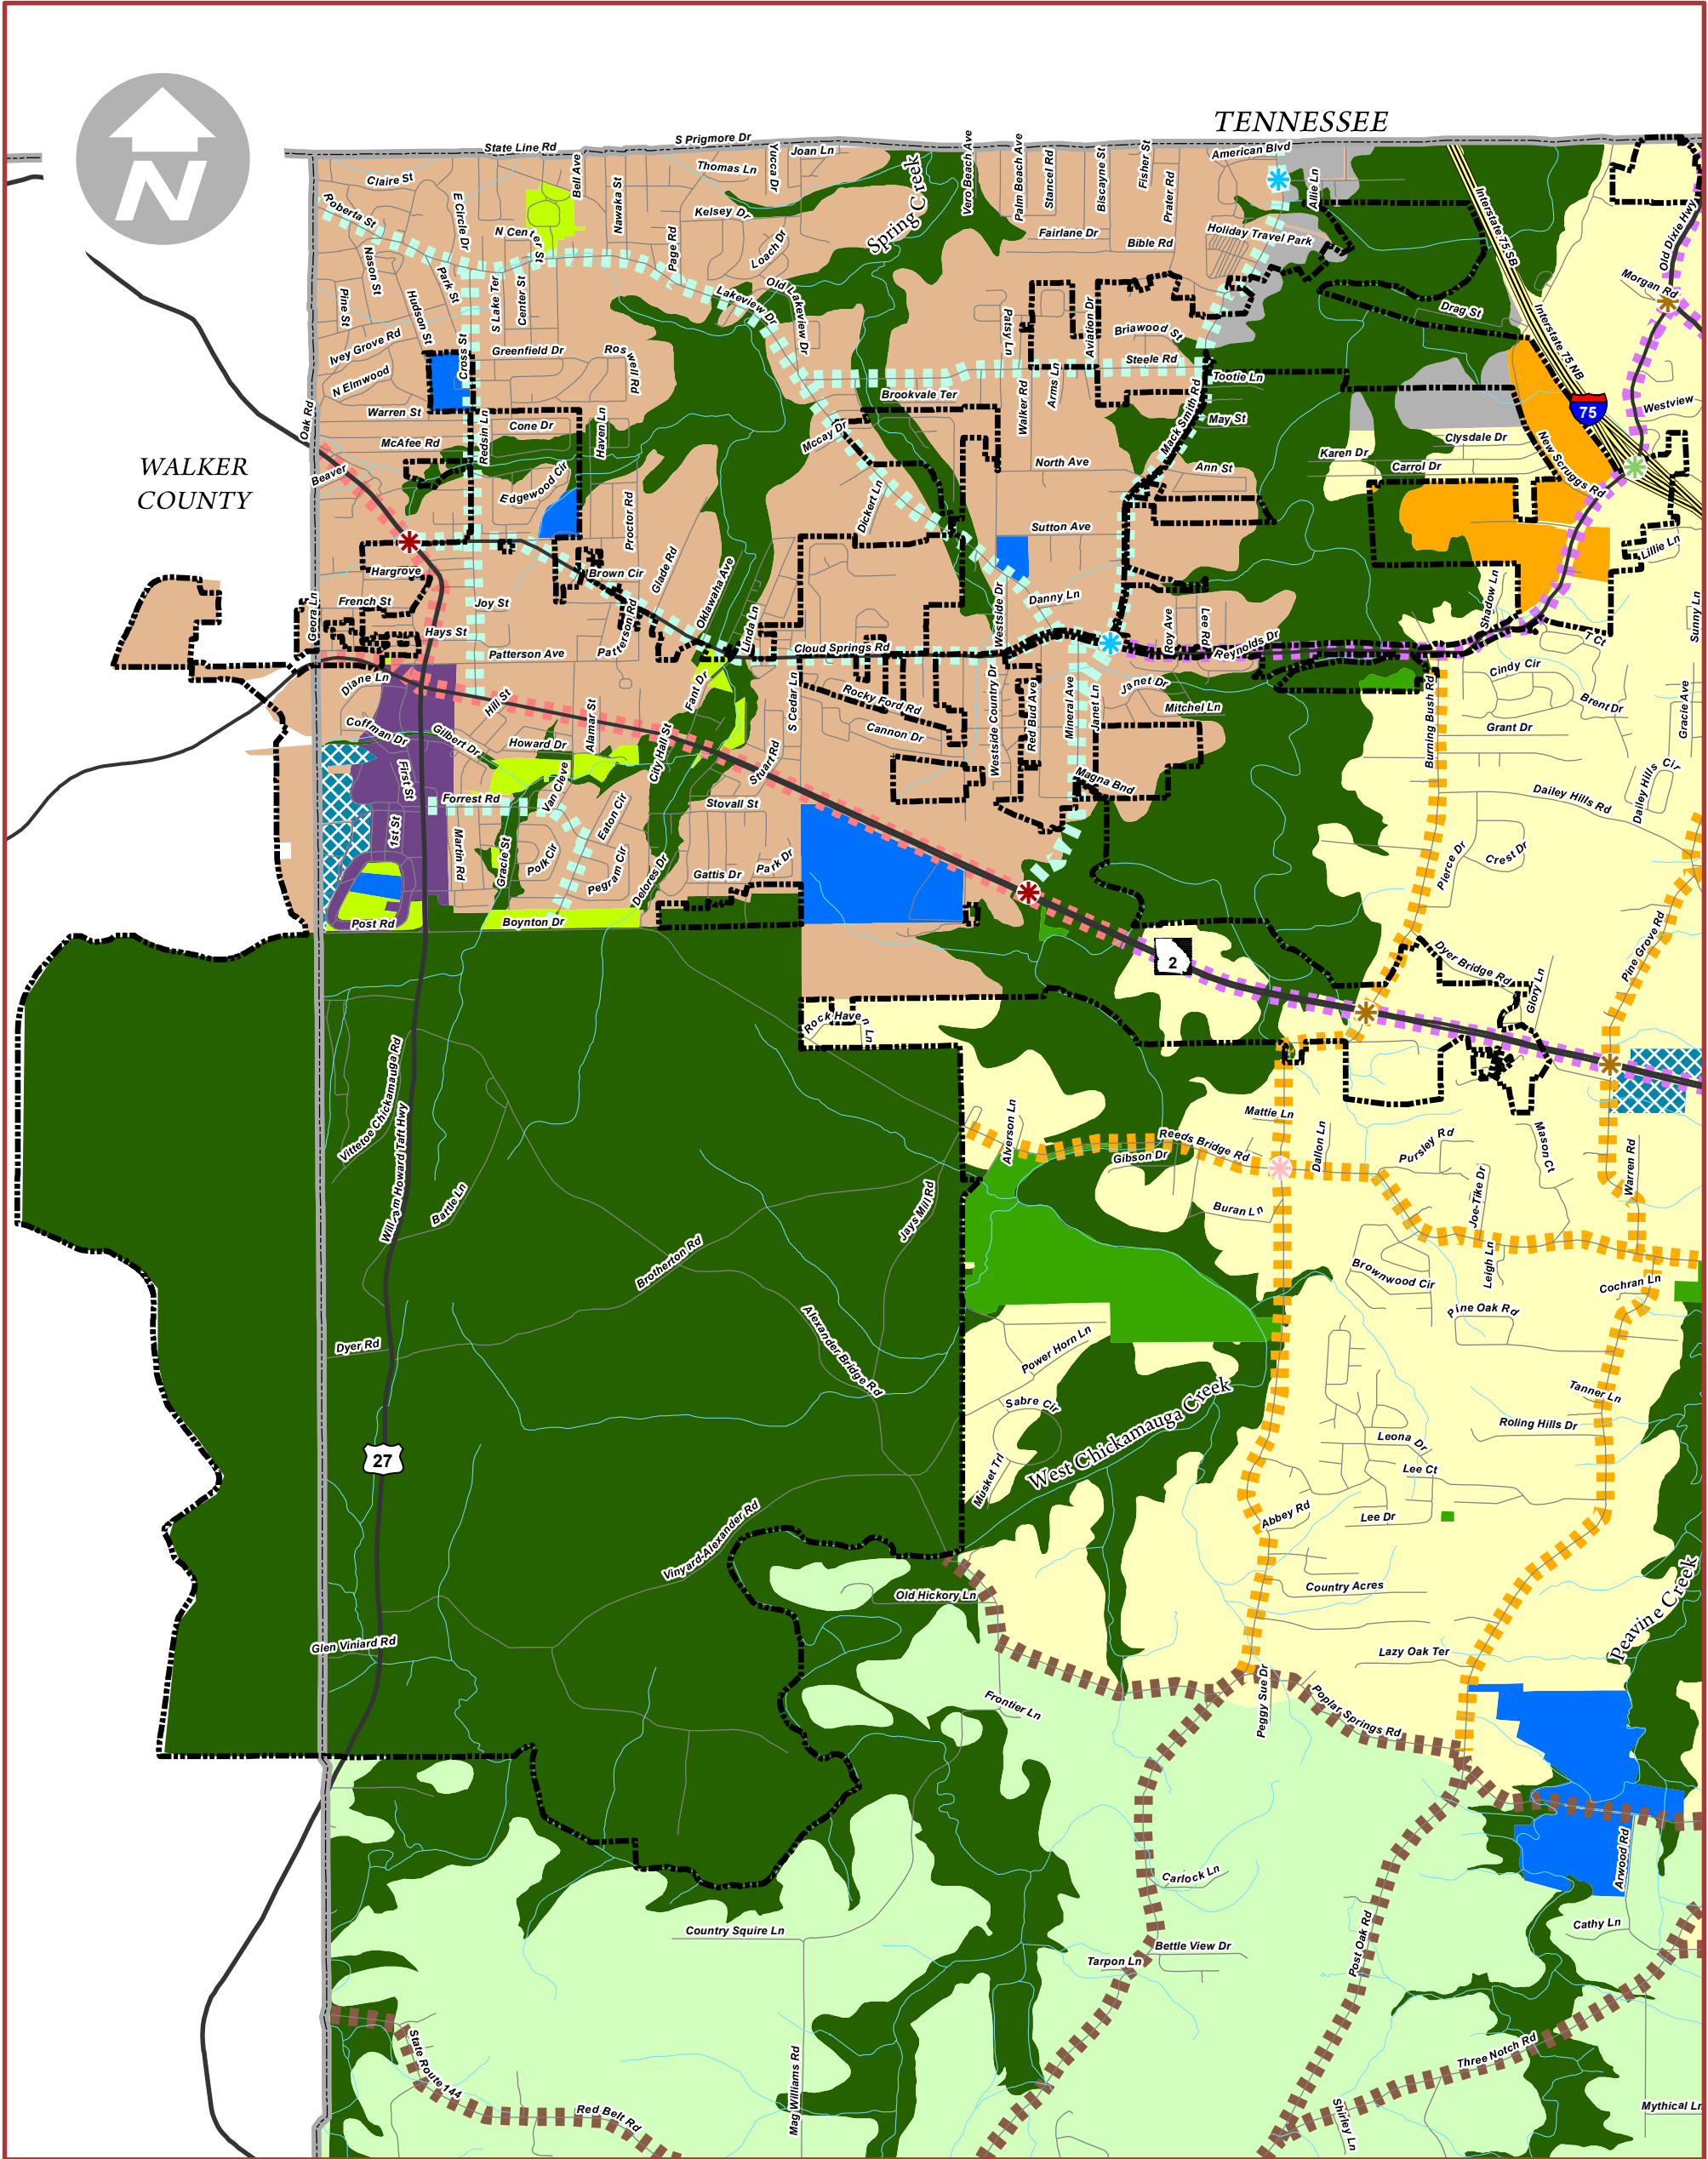 TENNESSEE
S Prigmore Dr
State Line Rd
Joan Ln
Yucca Dr
Thomas Ln
Bell Ave
Claire St
Nawaka St
Kelsey Dr
Spring Creek
Vero Beach Ave
Palm Beach Ave
Stancel Rd
Biscayne St
Fisher St
Prater Rd
American Blvd
Allie Ln
Interstate 75 SB
Old Dixie Hwy
N
Roberta St
E Circle Dr
N Center St
Page Rd
Loach Dr
Fairlane Dr
Bible Rd
Holiday Travel Park
Nason St
Park St
S Lake Ter
Center St
Lakeview Dr
Old Lakeview Dr
Morgan Rd
Pine St
Hudson St
Patsy Ln
Aviation Dr
Briawood St
Drag St
Interstate 75 NB
Ivey Grove Rd
Cross St
Greenfield Dr
Roswell Rd
Steele Rd
N Elmwood
Brookvale Ter
Walker Rd
Arms Ln
Tootie Ln
Mack Smith Rd
75
Westview
Oak Rd
Warren St
Redsin Ln
Cone Dr
Haven Ln
Mccay Dr
May St
McAfee Rd
Clysdale Dr
New Scruggs Rd
WALKER
COUNTY
Beaver
Edgewood Cir
North Ave
Ann St
Karen Dr
Carrol Dr
Proctor Rd
Dickert Ln
Sutton Ave
Lillie Ln
Hargrove
Brown Cir
Glade Rd
Oklawaha Ave
Danny Ln
Shadow Ln
Sunny Ln
Geora Ln
French St
Joy St
Patterson Rd
Linda Ln
Westside Dr
Roy Ave
Lee Rd
Reynolds Dr
T Ct
Hays St
Patterson Ave
Cloud Springs Rd
Cindy Cir
Diane Ln
Hill St
Fant Dr
S Cedar Ln
Rocky Ford Rd
Westside Country Dr
Red Bud Ave
Mineral Ave
Janet Ln
Janet Dr
Mitchel Ln
Burning Bush Rd
Brent Dr
Gracie Ave
Coffman Dr
Gilbert Dr
Howard Dr
Alamar St
City Hall St
Cannon Dr
Grant Dr
First St
Van Cleve
Stuart Rd
Magna Bnd
Dailey Hills Rd
Dailey Hills Cir
Forrest Rd
Eaton Cir
Stovall St
1st St
Martin Rd
Gracie St
Polk Cir
Pegram Cir
Delores Dr
Gattis Dr
Park Dr
Pierce Dr
Crest Dr
Post Rd
Boynton Dr
2
Dyer Bridge Rd
Glory Ln
Pine Grove Rd
Rock Haven Ln
Vittetoe Chickamauga Rd
William Howard Taft Hwy
Alverson Ln
Mattie Ln
Reeds Bridge Rd
Gibson Dr
Dallon Ln
Pursley Rd
Mason Ct
Warren Rd
Bartle Ln
Jays Mill Rd
Buran Ln
Joe-Tike Dr
Brotherton Rd
Brownwood Cir
Leigh Ln
Cochran Ln
Alexander Bridge Rd
Pine Oak Rd
Dyer Rd
Power Horn Ln
Sabre Cir
West Chickamauga Creek
Tanner Ln
Roling Hills Dr
Leona Dr
27
Musket Trl
Lee Ct
Abbey Rd
Lee Dr
Vinyard-Alexander Rd
Old Hickory Ln
Country Acres
Peavine Creek
Glen Viniard Rd
Lazy Oak Ter
Frontier Ln
Peggy Sue Dr
Poplar Springs Rd
Carlock Ln
Arwood Rd
Country Squire Ln
Bettle View Dr
Tarpon Ln
Post Oak Rd
Cathy Ln
State Route 144
Red Belt Rd
Mag Williams Rd
Three Notch Rd
Shirley Ln
Mythical Ln